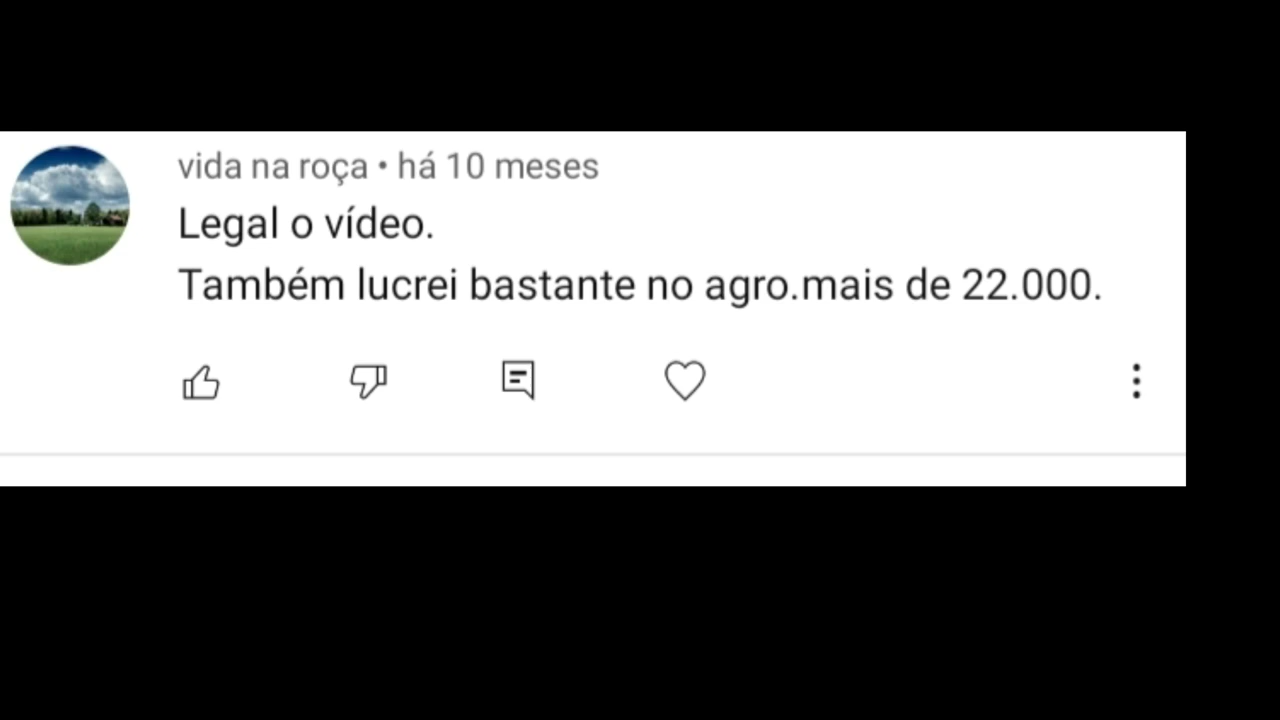 vida na roça • há 10 meses
Legal o vídeo.
Também lucrei bastante no agro.mais de 22.000.